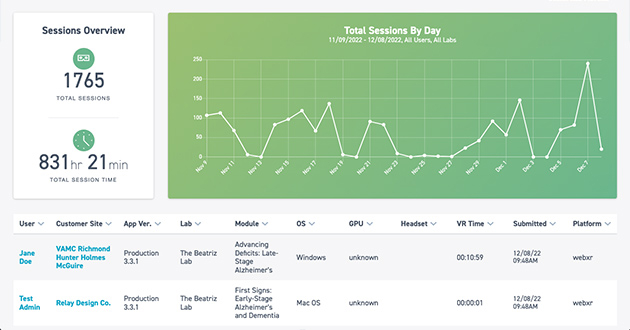 Sessions Overview
1765
TOTAL SESSIONS
831hr 21min
TOTAL SESSION TIME
Total Sessions By Day
11/09/2022 - 12/08/2022, All Users, All Labs
250
200
150
100
50
0
Nov 9
Nov 11
Nov 13
Nov 15
Nov 17
Nov 19
Nov 21
Nov 23
Nov 25
Nov 27
Nov 29
Dec 1
Dec 3
Dec 5
Dec 7
User Customer Site App Ver. Lab Module OS GPU Headset VR Time Submitted Platform
Jane
Doe
VAMC Richmond
Hunter Holmes
McGuire
Production
3.3.1
The Beatriz
Lab
Advancing
Deficits: Late-
Stage
Alzheimer's
Windows
unknown
00:10:59
12/08/22
09:48AM
webxr
Test
Admin
Relay Design Co.
Production
3.3.1
The Beatriz
Lab
First Signs:
Early-Stage
Alzheimer's
and Dementia
Mac OS
unknown
00:00:01
12/08/22
09:48AM
webxr